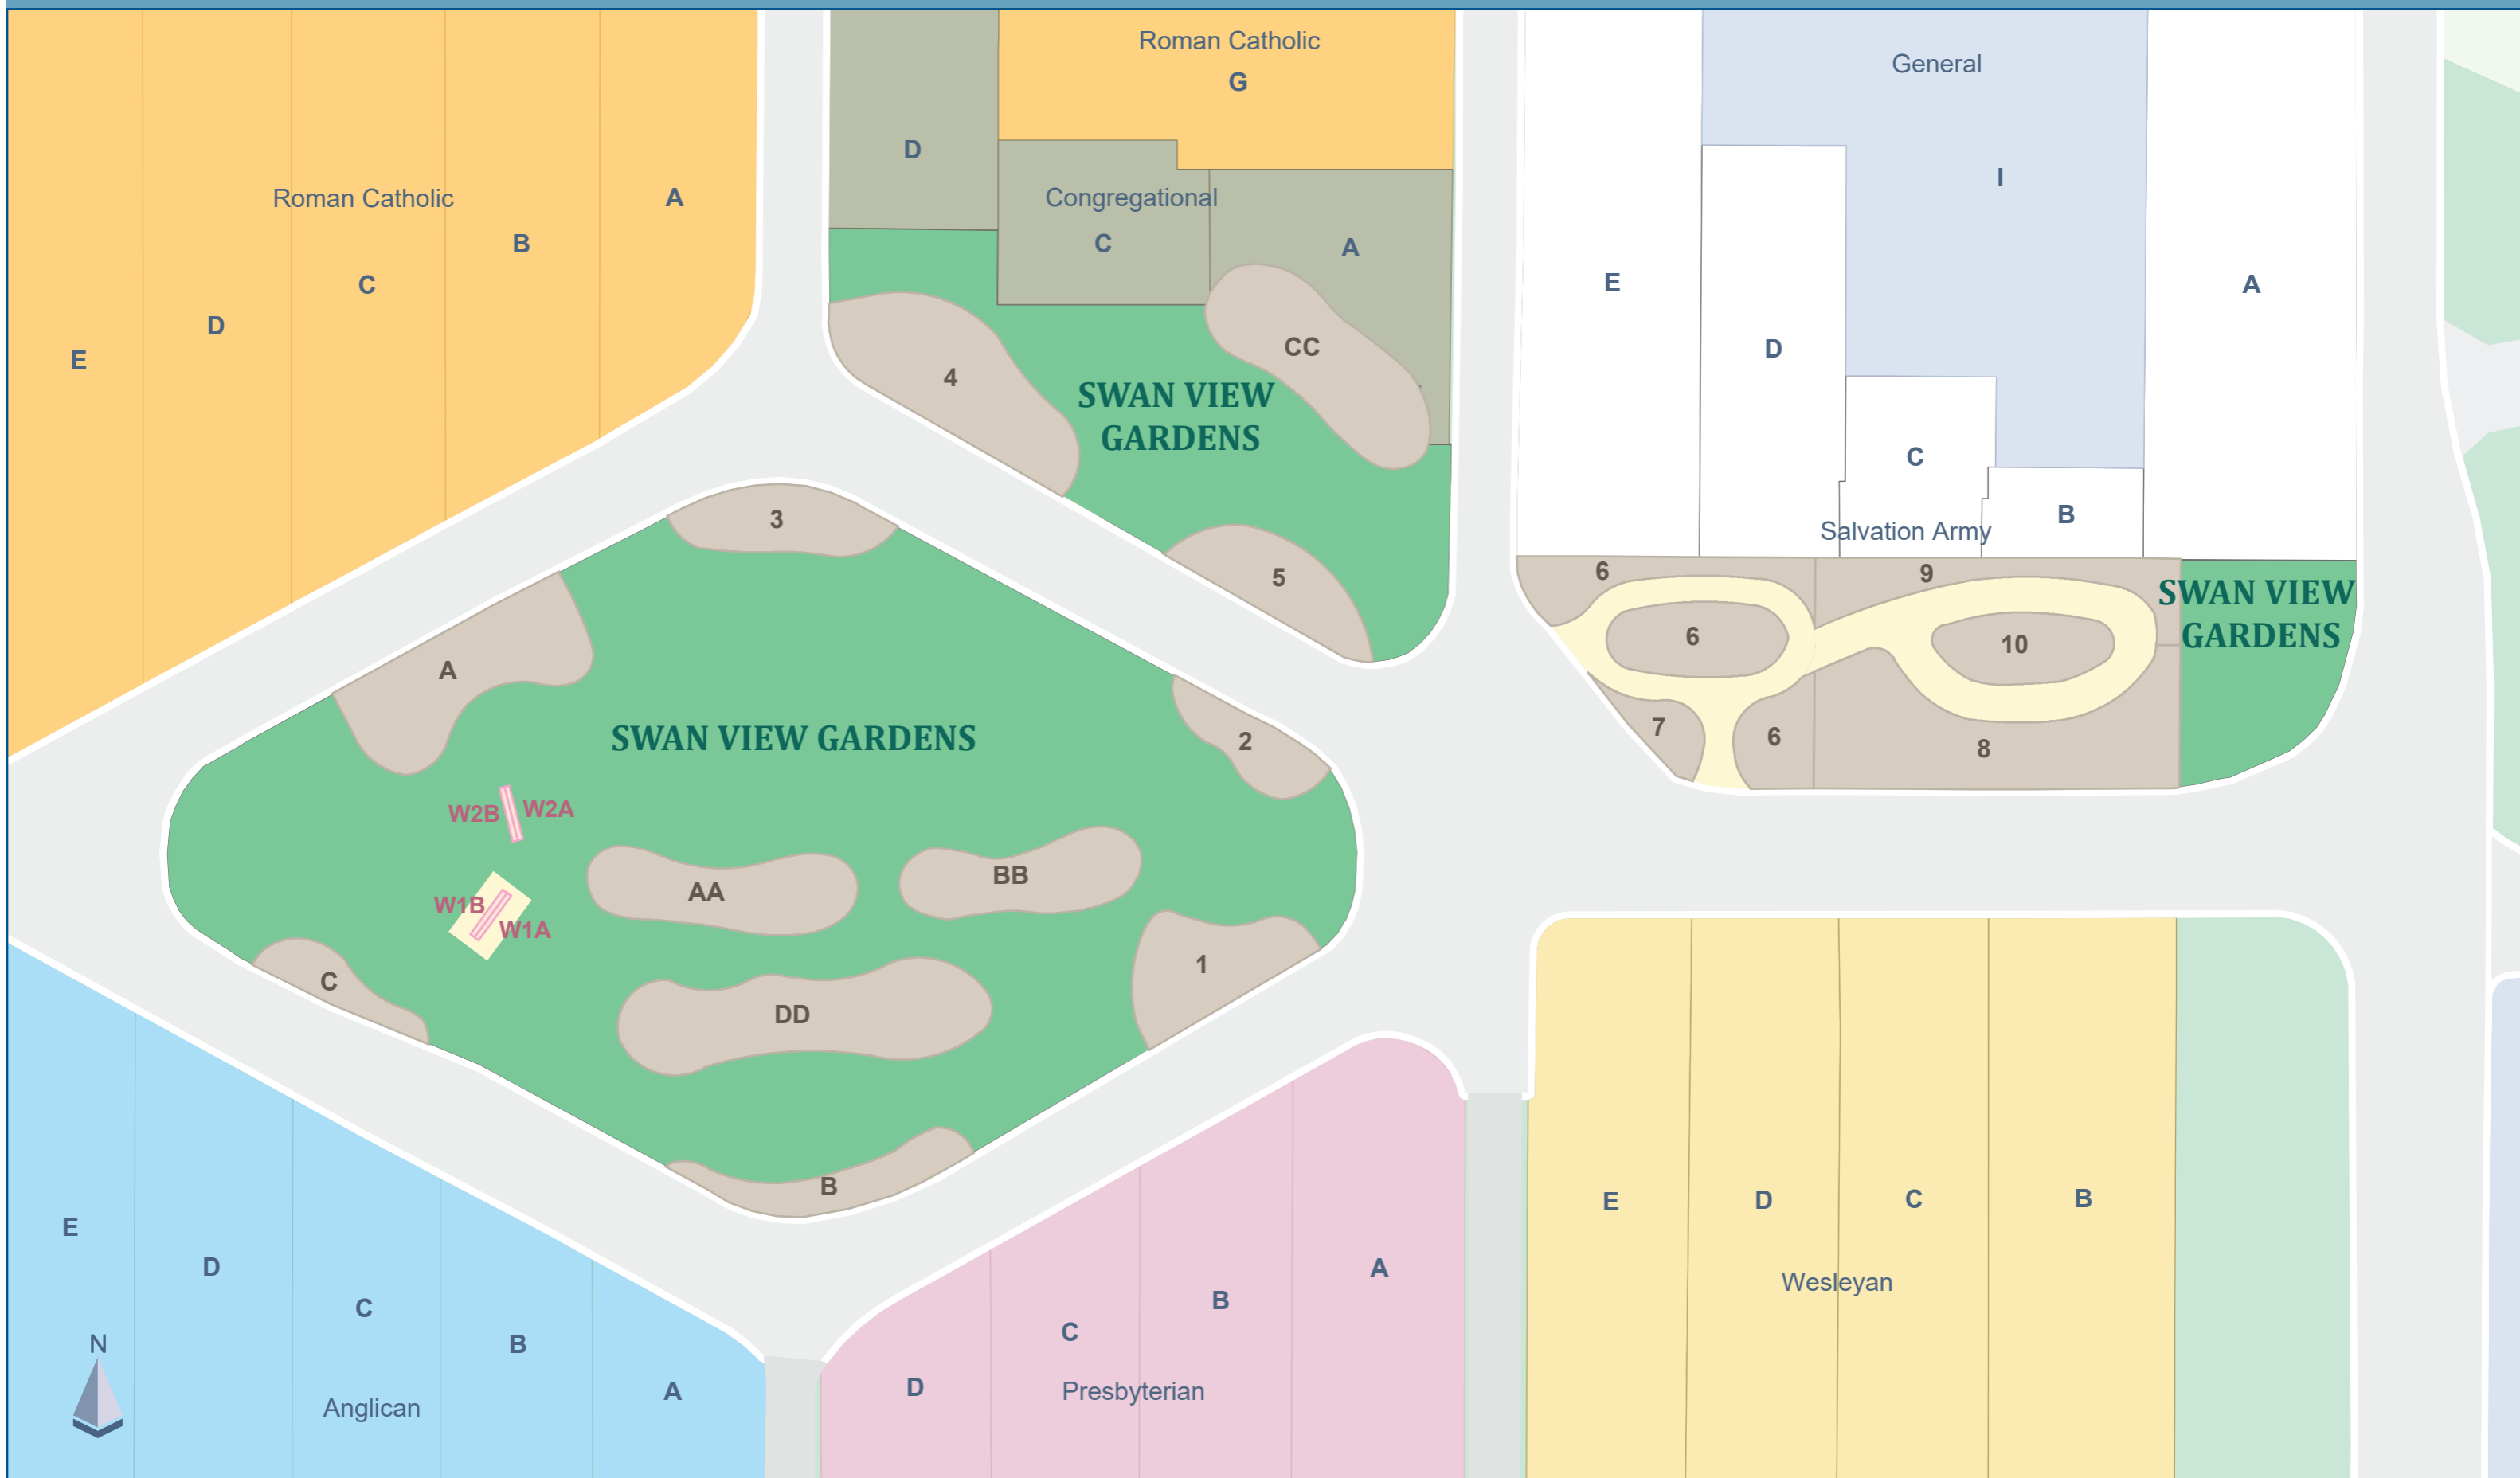 Roman Catholic
A
B
C
D
E
D
Roman Catholic
G
Congregational
C
A
CC
4
SWAN VIEW
GARDENS
5
General
I
E
D
A
C
B
Salvation Army
6
9
6
10
7
6
8
SWAN VIEW
GARDENS
3
A
SWAN VIEW GARDENS
2
W2B
W2A
W1B
W1A
AA
BB
C
DD
1
B
E
D
C
B
A
N
Anglican
A
B
C
D
Presbyterian
E
D
C
B
Wesleyan